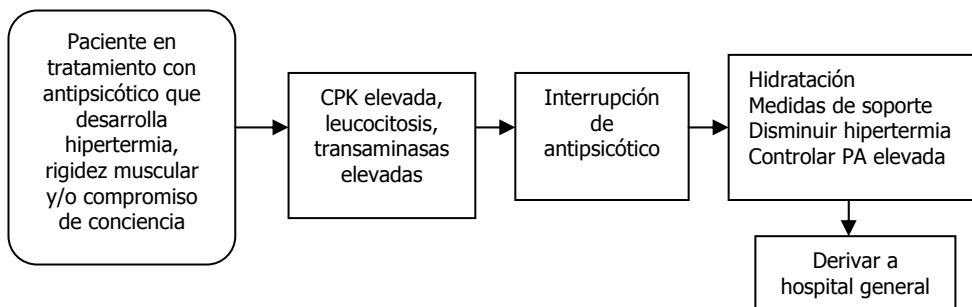 Paciente en
tratamiento con
antipsicótico que
desarrolla
hipertermia,
rigidez muscular
y/o compromiso
de conciencia
CPK elevada,
leucocitosis,
transaminasas
elevadas
Interrupción
de
antipsicótico
Hidratación
Medidas de soporte
Disminuir hipertermia
Controlar PA elevada
Derivar a
hospital general